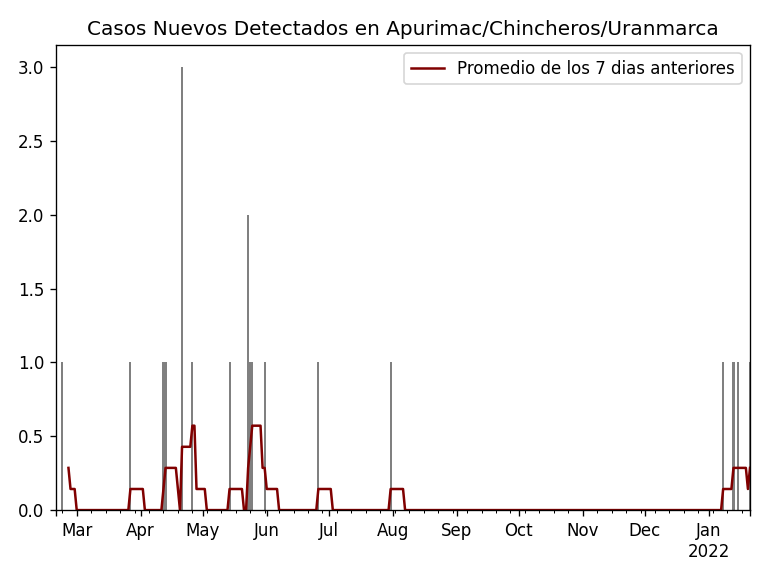 Casos Nuevos Detectados en Apurimac/Chincheros/Uranmarca
Promedio de los 7 dias anteriores
3.0
2.5
2.0
1.5
1.0
0.5
0.0
Mar Apr May Jun Jul Aug Sep Oct Nov Dec Jan
2022